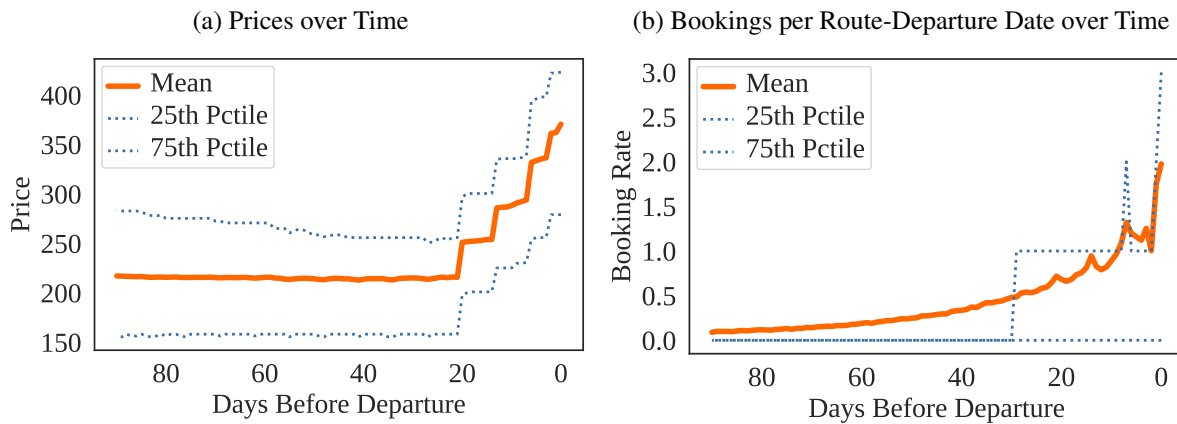 (a) Prices over Time
Mean
25th Pctile
75th Pctile
400
350
300
250
200
150
Price
80 60 40 20 0
Days Before Departure
(b) Bookings per Route-Departure Date over Time
Mean
25th Pctile
75th Pctile
3.0
2.5
2.0
1.5
1.0
0.5
0.0
Booking Rate
80 60 40 20 0
Days Before Departure